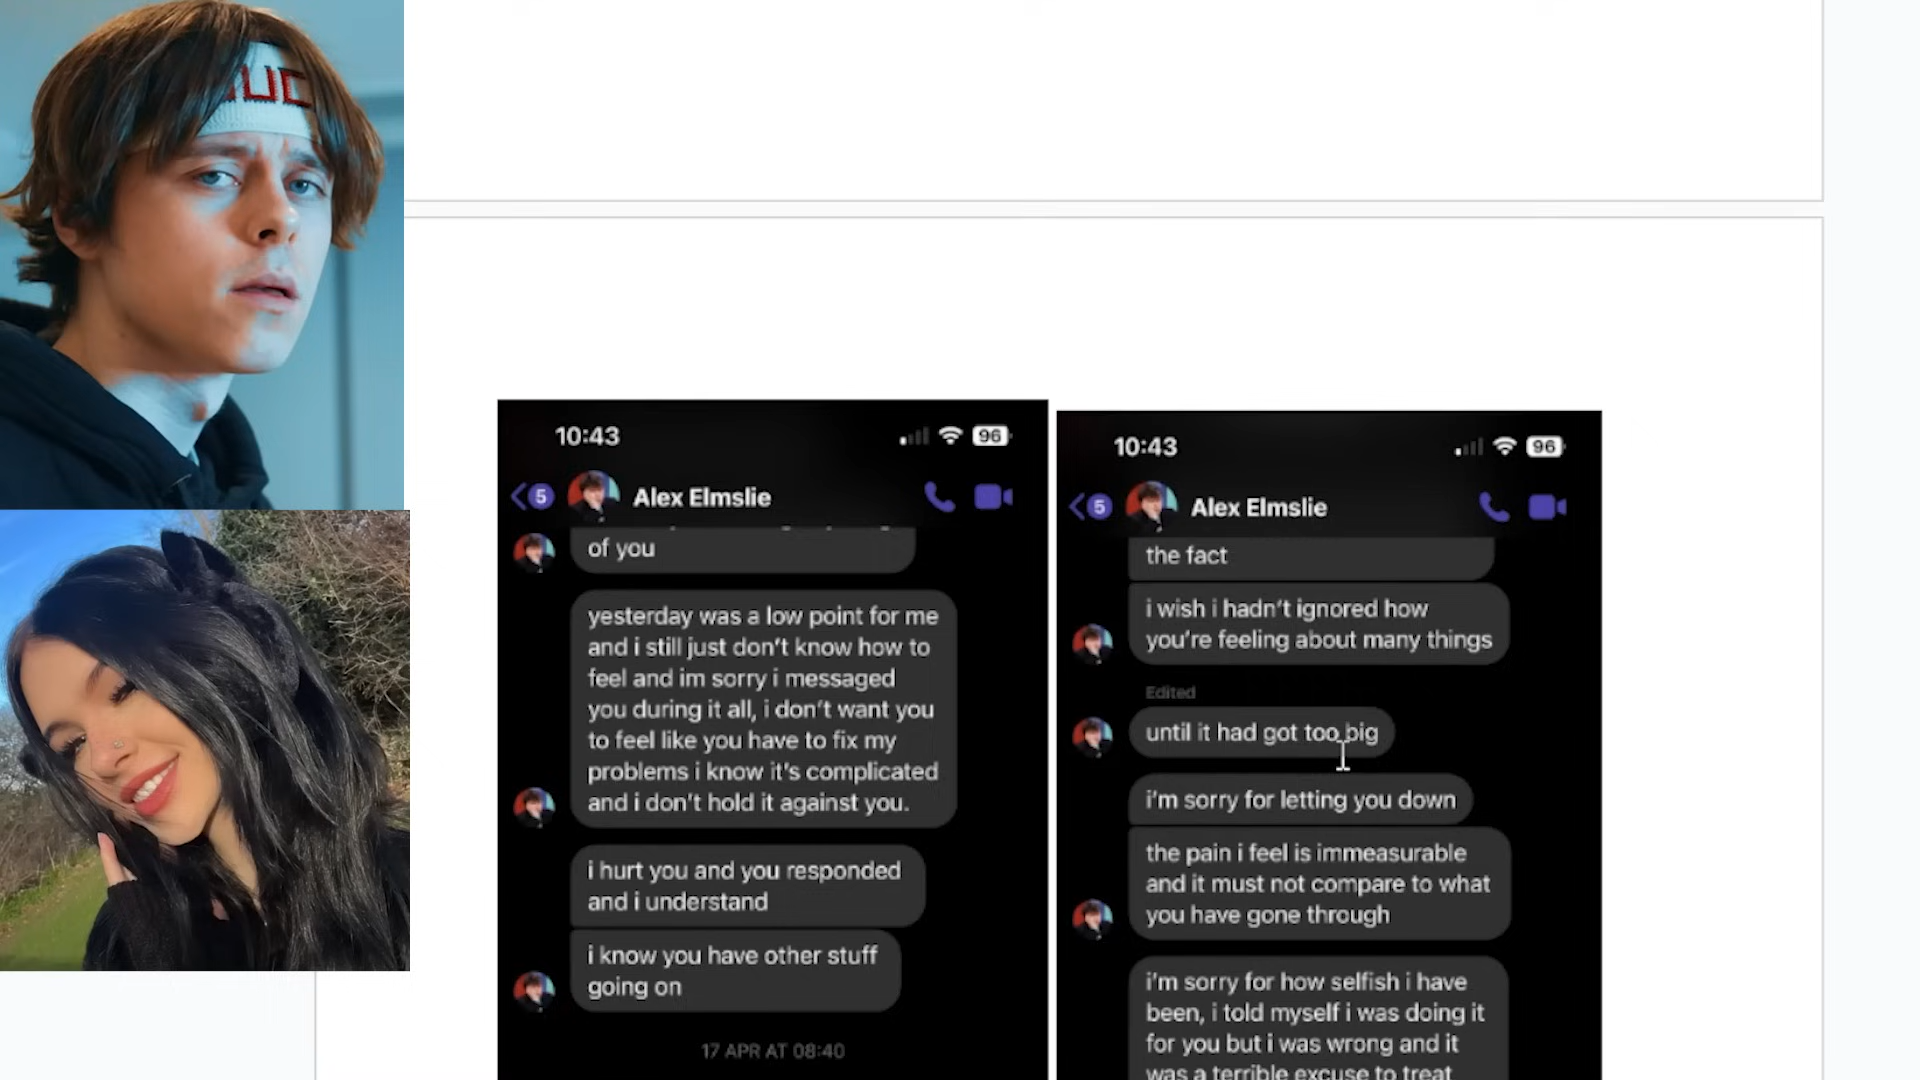 UC
10:43
96
5
Alex Elmslie
of you
yesterday was a low point for me
and i still just don't know how to
feel and im sorry i messaged
you during it all, i don't want you
to feel like you have to fix my
problems i know it's complicated
and i don't hold it against you.
i hurt you and you responded
and i understand
i know you have other stuff
going on
17 APR AT 08:40
10:43
96
5
Alex Elmslie
the fact
i wish i hadn't ignored how
you're feeling about many things
Edited
until it had got too big
i'm sorry for letting you down
the pain i feel is immeasurable
and it must not compare to what
you have gone through
i'm sorry for how selfish i have
been, i told myself i was doing it
for you but i was wrong and it
was a terrible excuse to treat